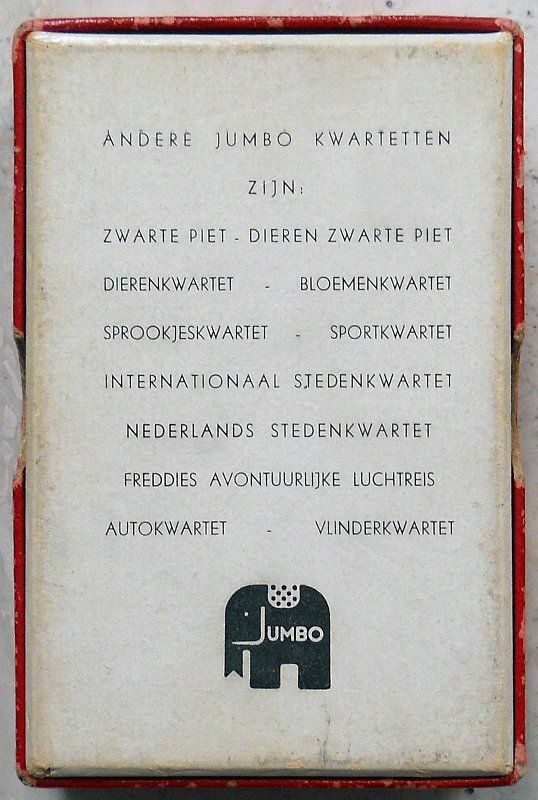 ANDERE JUMBO KWARTETTEN
ZIJN:
ZWARTE PIET - DIEREN ZWARTE PIET
DIERENKWARTET - BLOEMENKWARTET
SPROOKJESKWARTET - SPORTKWARTET
INTERNATIONAAL STEDENKWARTET
NEDERLANDS STEDENKWARTET
FREDDIES AVONTUURLIJKE LUCHTREIS
AUTOKWARTET - VLINDERKWARTET
JUMBO